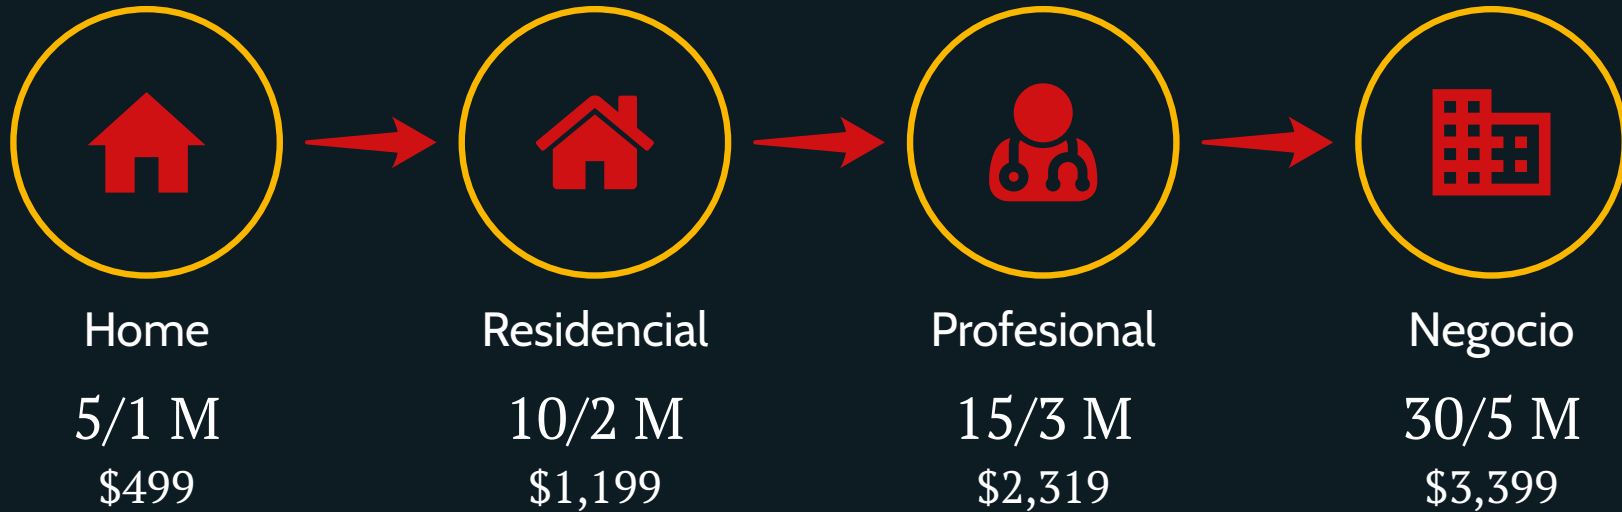 Home
5/1 M
$499
Residencial
10/2 M
$1,199
Profesional
15/3 M
$2,319
Negocio
30/5 M
$3,399